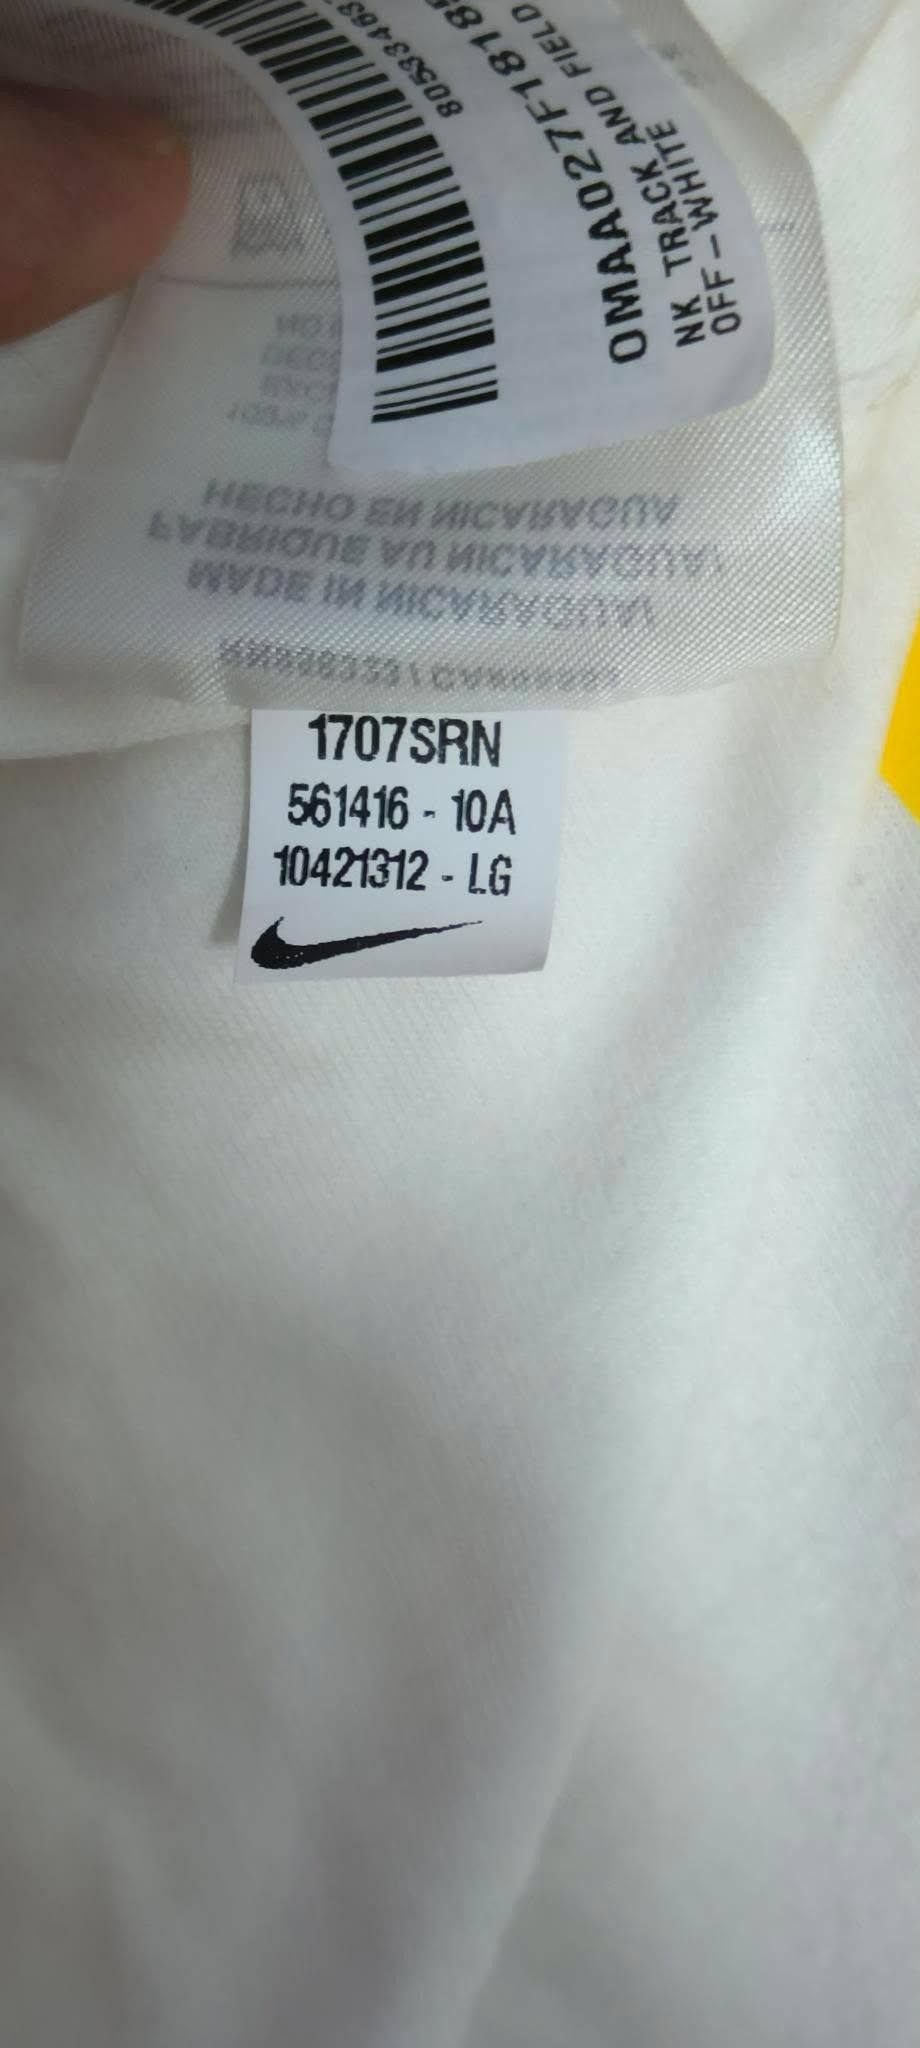 OMAA027F1818
NK TRACK AND FIELD
OFF-WHITE
MADE IN NICARAGUA/
FABRIQUE AU NICARAGUA/
HECHO EN NICARAGUA
1707SRN
561416 - 10A
10421312 - LG